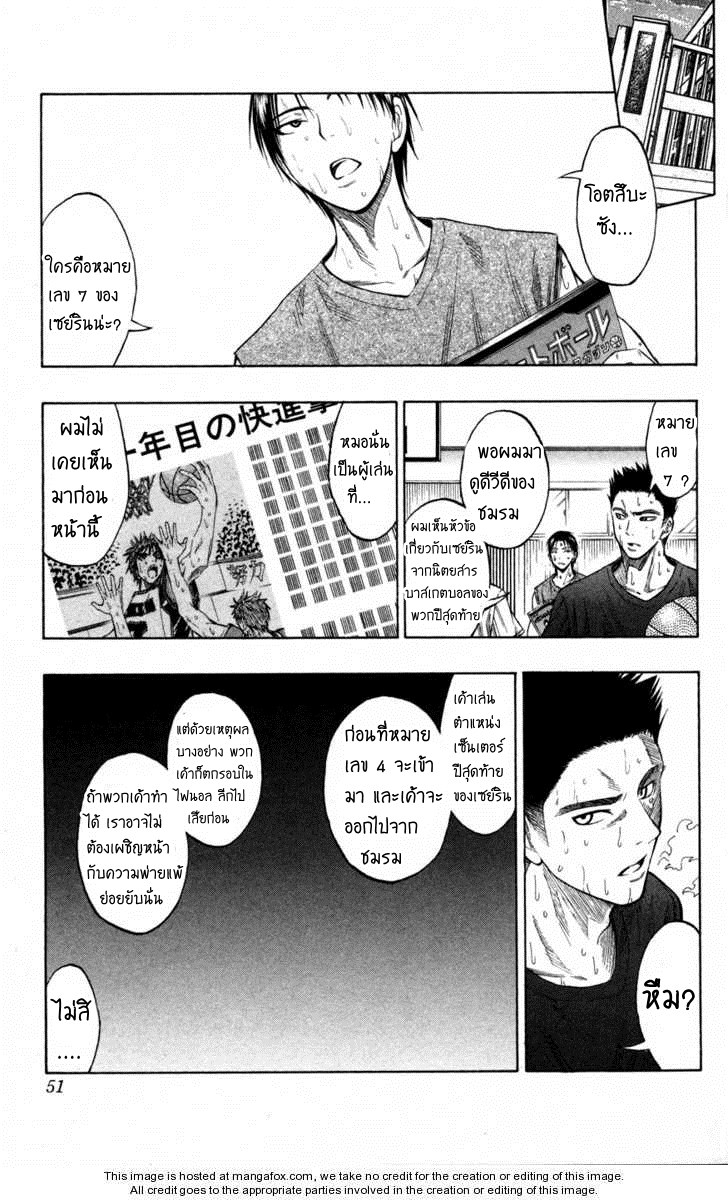 โอตสึบะ
ซัง...
ใครคือหมาย
เลข 7 ของ
เซย์รินน่ะ?
ートボール
マガジン
หมาย
เลข
7 ?
พอผมมา
ดูดีวีดีของ
ชมรม
ผมเห็นหัวข้อ
เกี่ยวกับเซย์ริน
จากนิตยสาร
บาสเกตบอลของ
พวกปีสุดท้าย
หมอนั่น
เป็นผู้เล่น
ที่...
ผมไม่
เคยเห็น
มาก่อน
หน้านี้
一年目の快進撃
努力
หืม?
เค้าเล่น
ตำแหน่ง
เซ็นเตอร์
ปีสุดท้าย
ของเซย์ริน
ก่อนที่หมาย
เลข 4 จะเข้า
มา และเค้าจะ
ออกไปจาก
ชมรม
แต่ด้วยเหตุผล
บางอย่าง พวก
เค้าก็ตกรอบใน
ไฟนอล ลีกไป
เสียก่อน
ถ้าพวกเค้าทำ
ได้ เราอาจไม่
ต้องเผชิญหน้า
กับความพ่ายแพ้
ย่อยยับนั่น
ไม่สิ
....
51
This image is hosted at mangafox.com, we take no credit for the creation or editing of this image.
All credit goes to the appropriate parties involved in the creation or editing of this image.